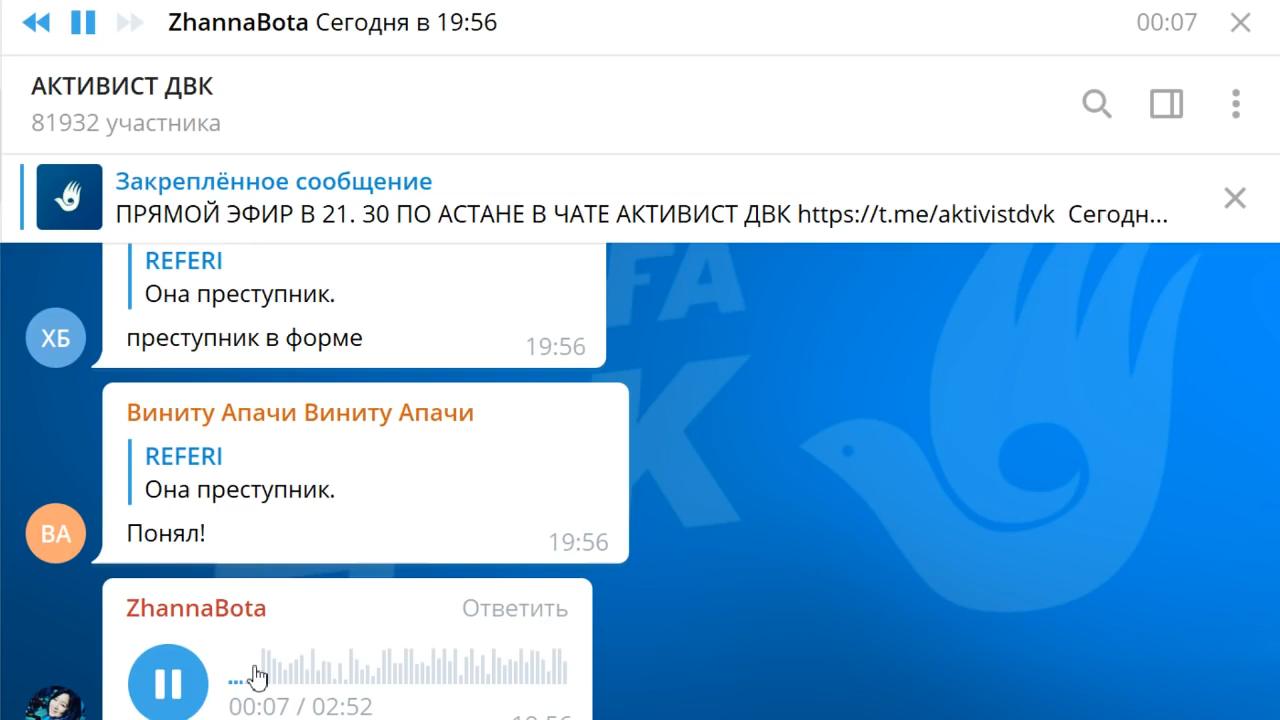 ZhannaBota Сегодня в 19:56
00:07
АКТИВИСТ ДВК
81932 участника
Закреплённое сообщение
ПРЯМОЙ ЭФИР В 21. 30 ПО АСТАНЕ В ЧАТЕ АКТИВИСТ ДВК https://t.me/aktivistdvk Сегодн...
REFERI
Она преступник.
ХБ
преступник в форме
19:56
Виниту Апачи Виниту Апачи
REFERI
Она преступник.
ВА
Понял!
19:56
ZhannaBota
Ответить
00:07 / 02:52
19:56